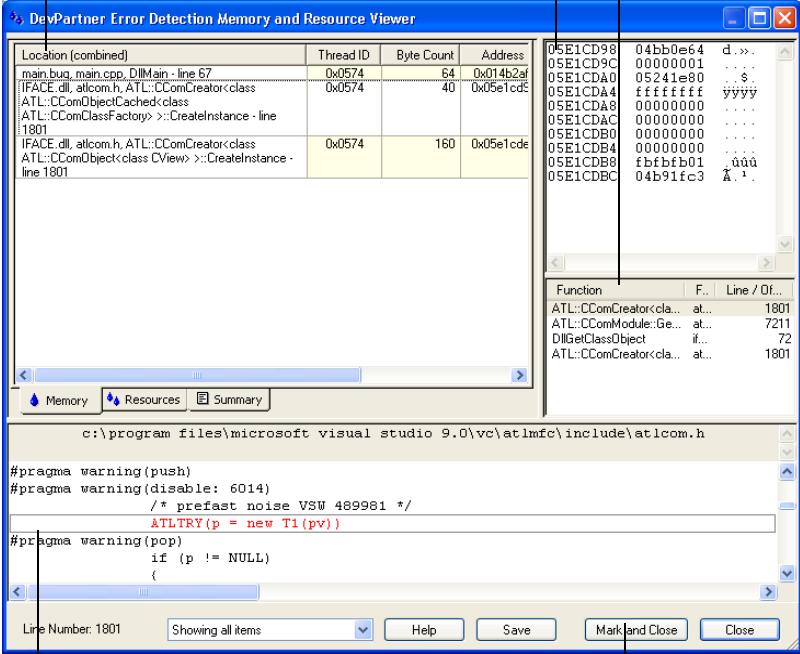 DevPartner Error Detection Memory and Resource Viewer
Location (combined) Thread ID Byte Count Address
main.bug, main.cpp, DllMain - line 67 0x0574 64 0x014b2af
IFACE.dll, atlcom.h, ATL::CComCreator<class 0x0574 40 0x05e1cd9
ATL::CComObjectCached<class
ATL::CComClassFactory> >::CreateInstance - line
1801
IFACE.dll, atlcom.h, ATL::CComCreator<class 0x0574 160 0x05e1cde
ATL::CComObject<class CView> >::CreateInstance -
line 1801
Memory Resources Summary
05E1CD98 04bb0e64 d.».
05E1CD9C 00000001 ....
05E1CDA0 05241e80 ..$.
05E1CDA4 ffffffff ÿÿÿÿ
05E1CDA8 00000000 ....
05E1CDAC 00000000 ....
05E1CDB0 00000000 ....
05E1CDB4 00000000 ....
05E1CDB8 fbfbfb01 .ûûû
05E1CDBC 04b91fc3 Ã.¹.
Function F.. Line / Of...
ATL::CComCreator<cla... at... 1801
ATL::CComModule::Ge... at... 7211
DllGetClassObject if... 72
ATL::CComCreator<cla... at... 1801
c:\program files\microsoft visual studio 9.0\vc\atlmfc\include\atlcom.h
#pragma warning(push)
#pragma warning(disable: 6014)
/* prefast noise VSW 489981 */
ATLTRY(p = new T1(pv))
#pragma warning(pop)
if (p != NULL)
{
Line Number: 1801 Showing all items Help Save Mark and Close Close